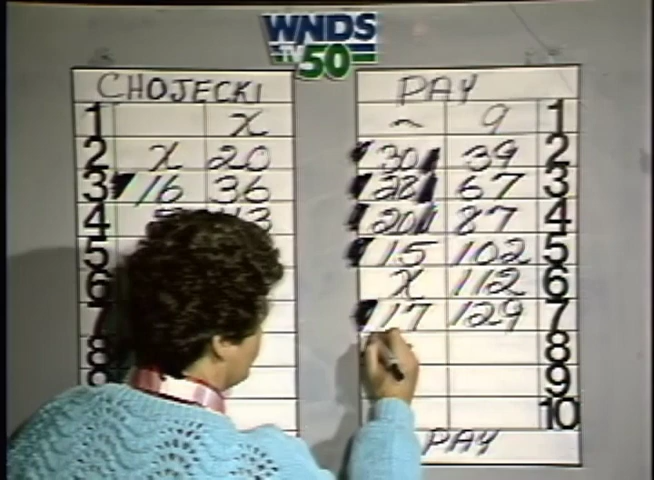 WNDS
TV 50
CHOJECKI
1 X
2 X 20
3 16 36
4
5
6
7
8
9
PAY
9 1
30 39 2
28 67 3
20 87 4
15 102 5
X 112 6
17 129 7
8
9
10
PAY